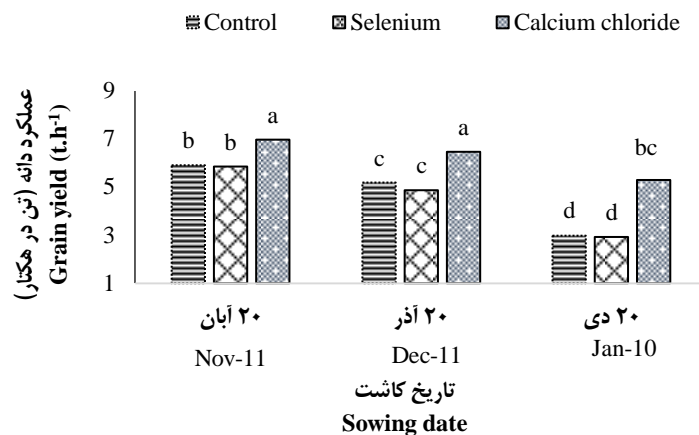 Control Selenium Calcium chloride
عملکرد دانه (تن در هکتار)
Grain yield (t.h⁻¹)
9
7
5
3
1
b b a
c c a
d d bc
۲۰ آبان ۲۰ آذر ۲۰ دی
Nov-11 Dec-11 Jan-10
تاریخ کاشت
Sowing date